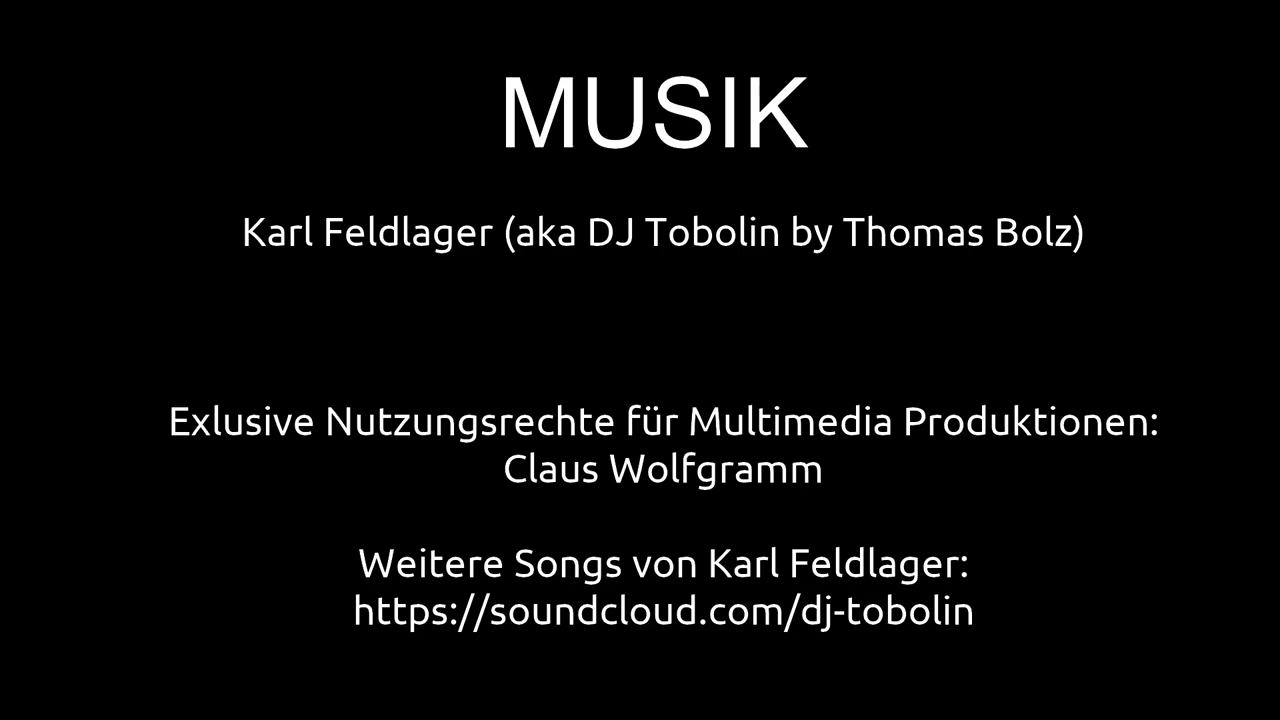 MUSIK
Karl Feldlager (aka DJ Tobolin by Thomas Bolz)
Exlusive Nutzungsrechte für Multimedia Produktionen:
Claus Wolfgramm
Weitere Songs von Karl Feldlager:
https://soundcloud.com/dj-tobolin